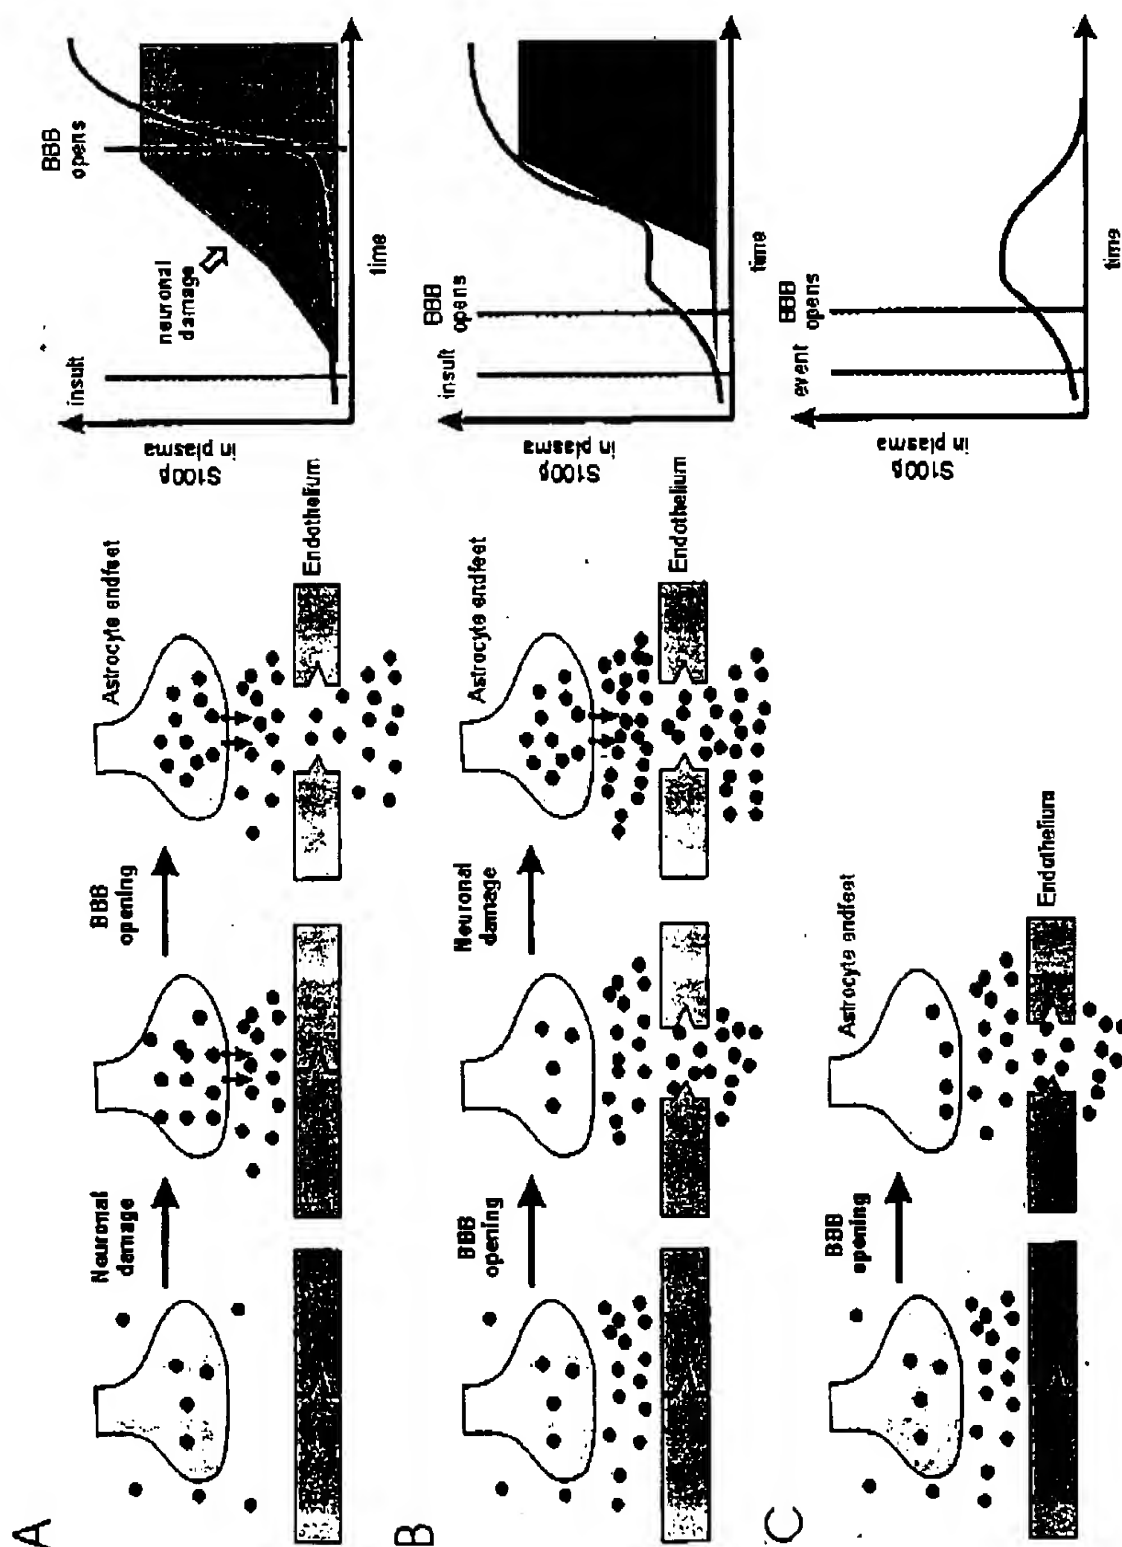 A
Neuronal
damage
BBB
opening
Astrocyte endfeet
Endothelium
S100β
in plasma
insult
neuronal
damage
BBB
opens
time
B
BBB
opening
Neuronal
damage
Astrocyte endfeet
Endothelium
S100β
in plasma
insult
BBB
opens
time
C
BBB
opening
Astrocyte endfeet
Endothelium
S100β
in plasma
event
BBB
opens
time